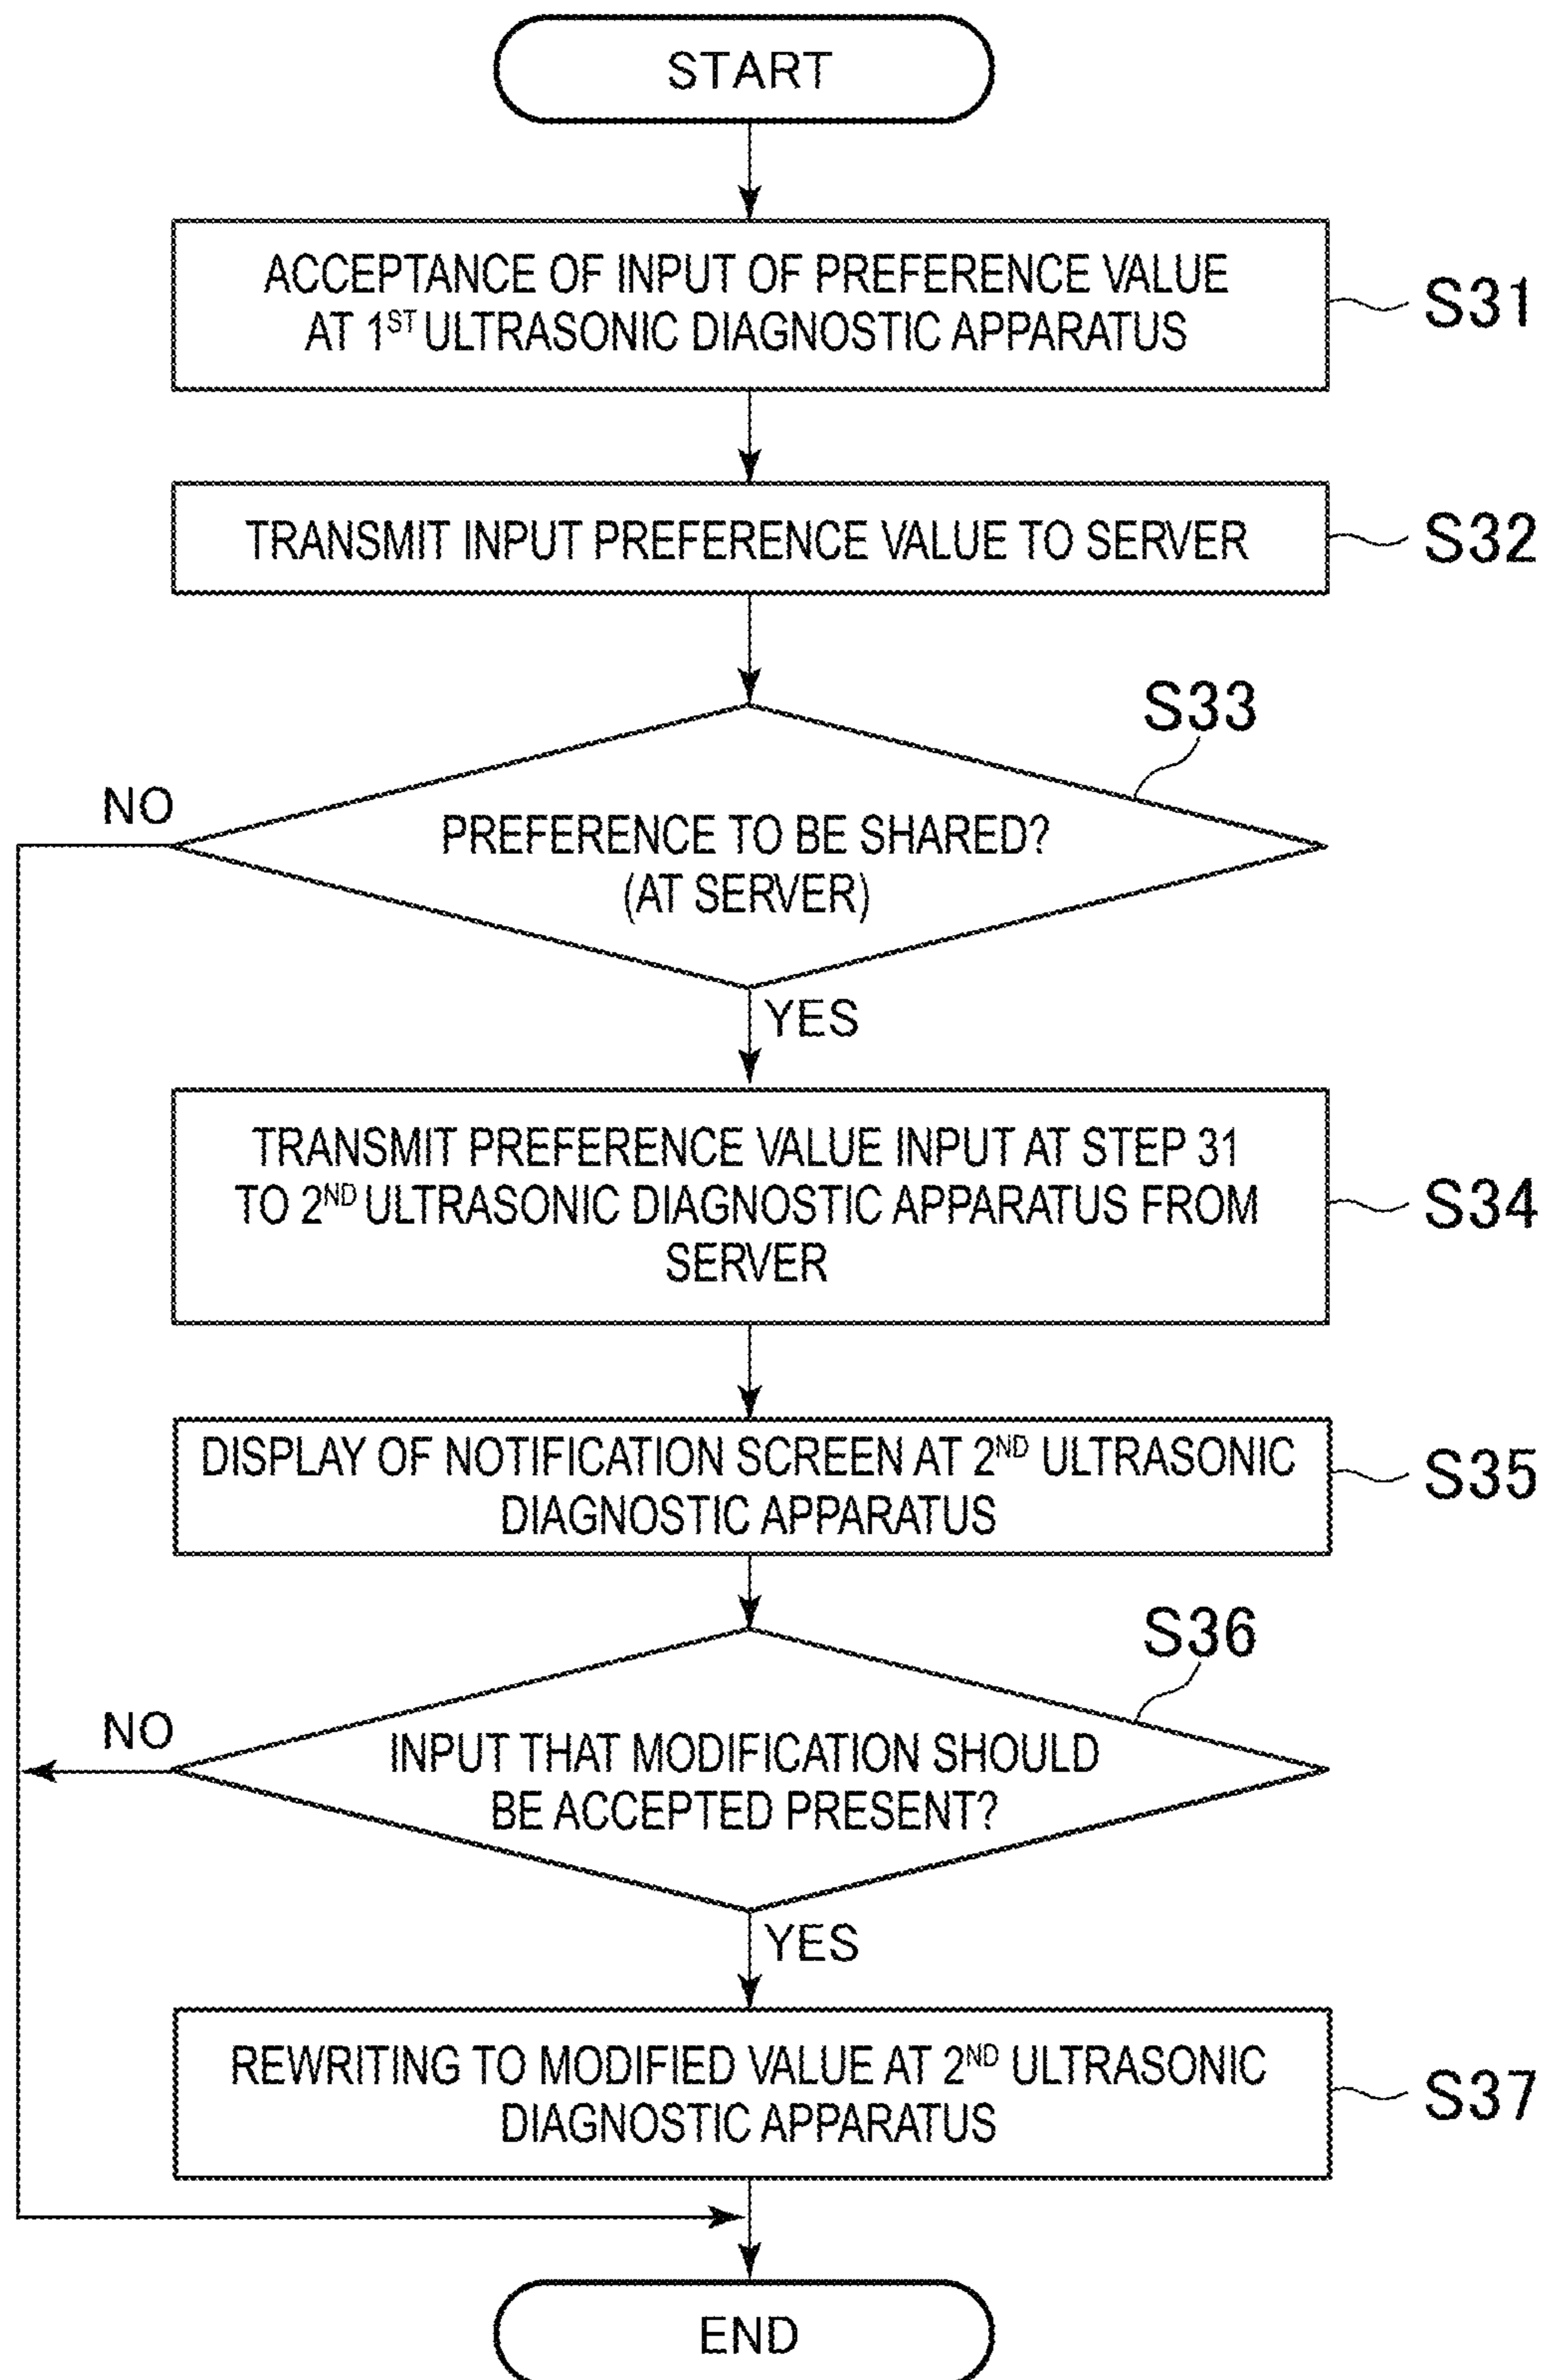 START
ACCEPTANCE OF INPUT OF PREFERENCE VALUE
AT 1ST ULTRASONIC DIAGNOSTIC APPARATUS
S31
TRANSMIT INPUT PREFERENCE VALUE TO SERVER
S32
S33
NO
PREFERENCE TO BE SHARED?
(AT SERVER)
YES
TRANSMIT PREFERENCE VALUE INPUT AT STEP 31
TO 2ND ULTRASONIC DIAGNOSTIC APPARATUS FROM
SERVER
S34
DISPLAY OF NOTIFICATION SCREEN AT 2ND ULTRASONIC
DIAGNOSTIC APPARATUS
S35
S36
NO
INPUT THAT MODIFICATION SHOULD
BE ACCEPTED PRESENT?
YES
REWRITING TO MODIFIED VALUE AT 2ND ULTRASONIC
DIAGNOSTIC APPARATUS
S37
END